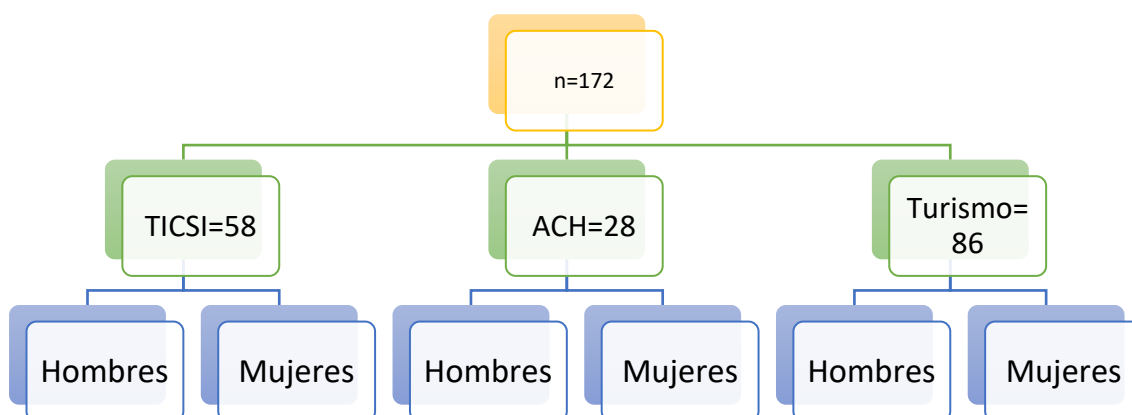 n=172
TICSI=58
ACH=28
Turismo=
86
Hombres
Mujeres
Hombres
Mujeres
Hombres
Mujeres